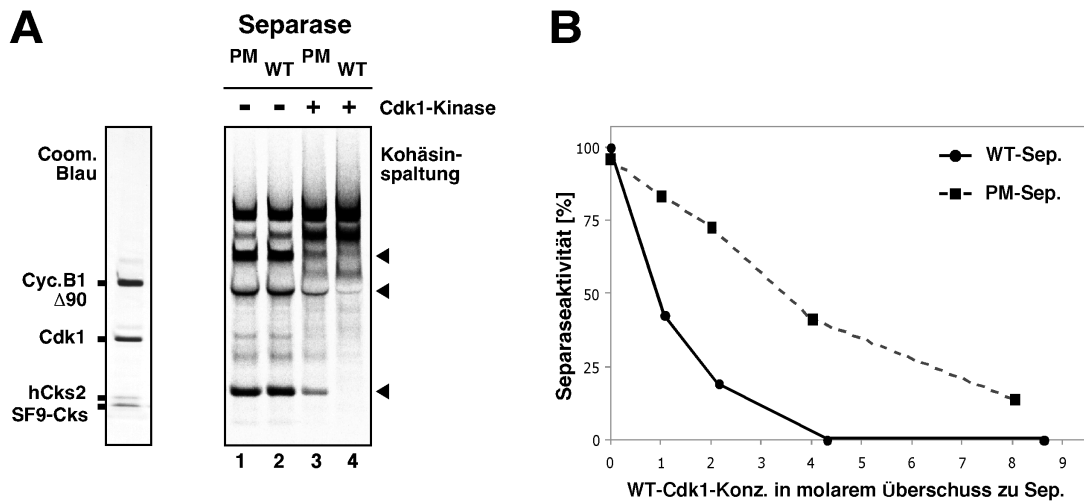 A
Separase
PM WT PM WT
- - + + Cdk1-Kinase
Coom.
Blau
Kohäsin-
spaltung
Cyc.B1
Δ90
Cdk1
hCks2
SF9-Cks
1 2 3 4
B
Separaseaktivität [%]
100
75
50
25
0
WT-Sep.
PM-Sep.
0 1 2 3 4 5 6 7 8 9
WT-Cdk1-Konz. in molarem Überschuss zu Sep.